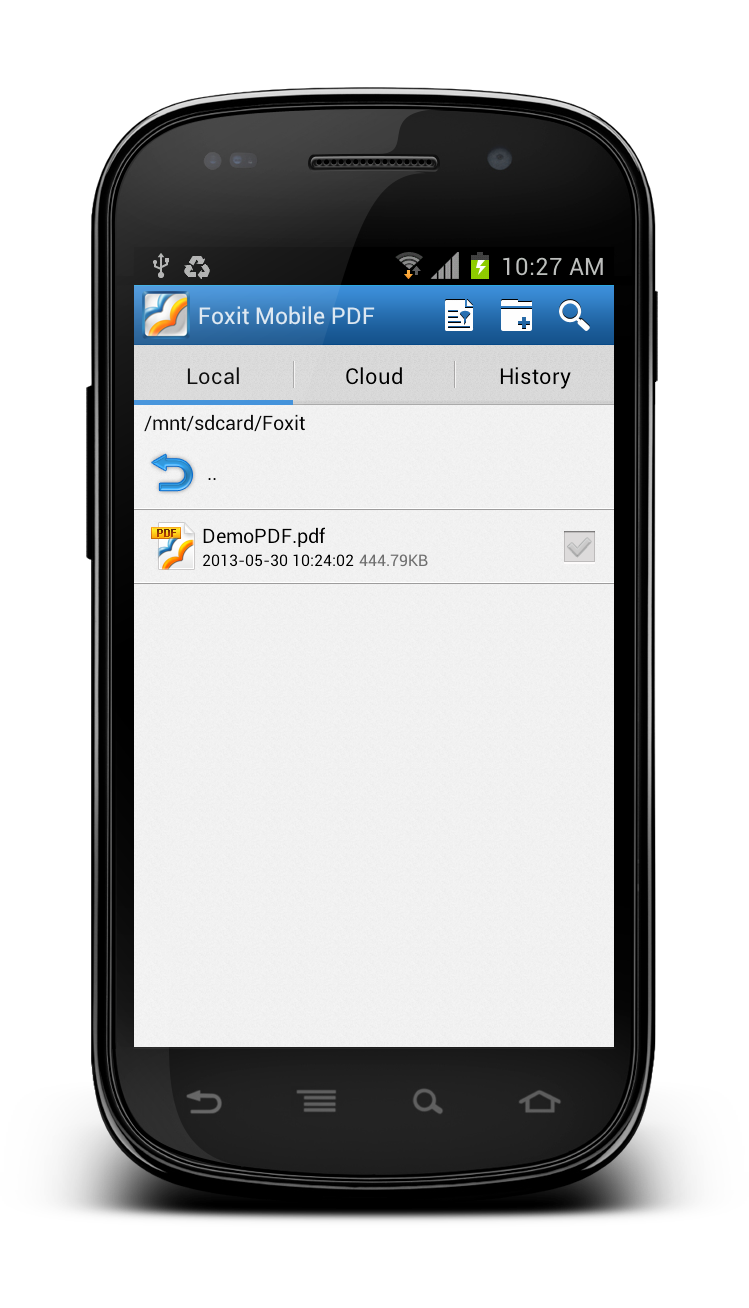 10:27 AM
Foxit Mobile PDF
Local Cloud History
/mnt/sdcard/Foxit
..
PDF
DemoPDF.pdf
2013-05-30 10:24:02 444.79KB